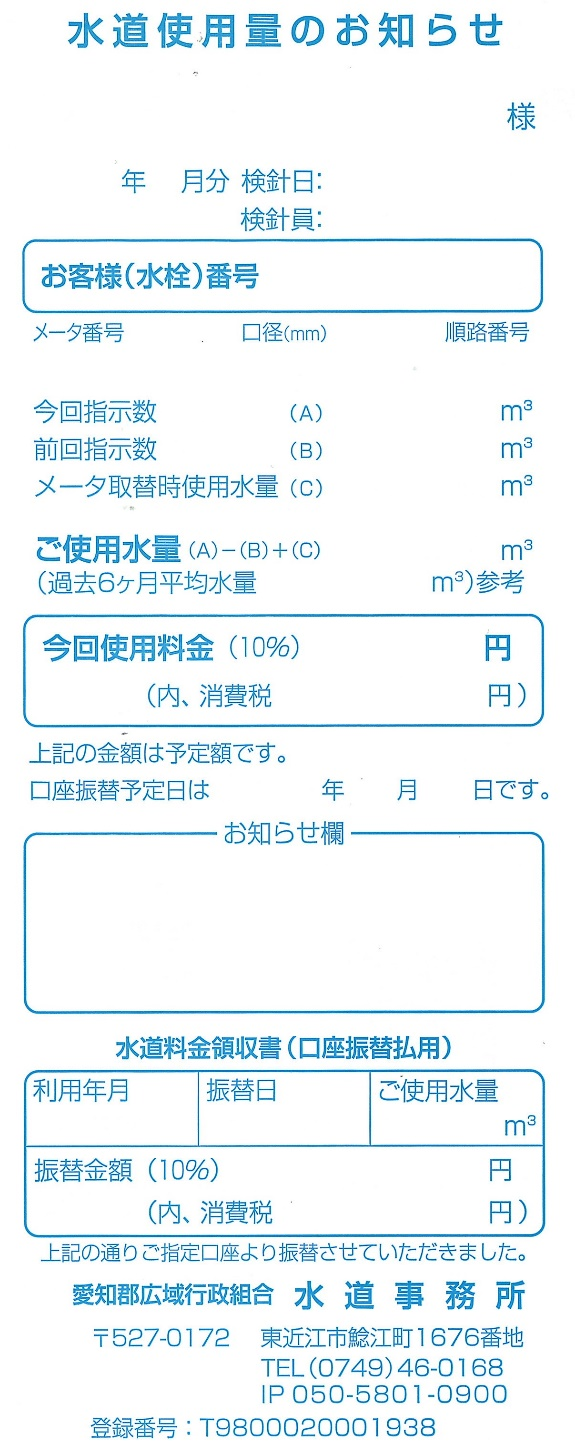 水道使用量のお知らせ
様
年 月分 検針日:
検針員:
お客様(水栓)番号
メータ番号 口径(mm) 順路番号
今回指示数 (A) m³
前回指示数 (B) m³
メータ取替時使用水量 (C) m³
ご使用水量 (A)-(B)+(C) m³
(過去6ヶ月平均水量 m³)参考
今回使用料金 (10%) 円
(内、消費税 円)
上記の金額は予定額です。
口座振替予定日は 年 月 日です。
お知らせ欄
水道料金領収書(口座振替払用)
利用年月 振替日 ご使用水量
m³
振替金額 (10%) 円
(内、消費税 円)
上記の通りご指定口座より振替させていただきました。
愛知郡広域行政組合 水道事務所
〒527-0172 東近江市鯰江町1676番地
TEL(0749)46-0168
IP 050-5801-0900
登録番号:T9800020001938